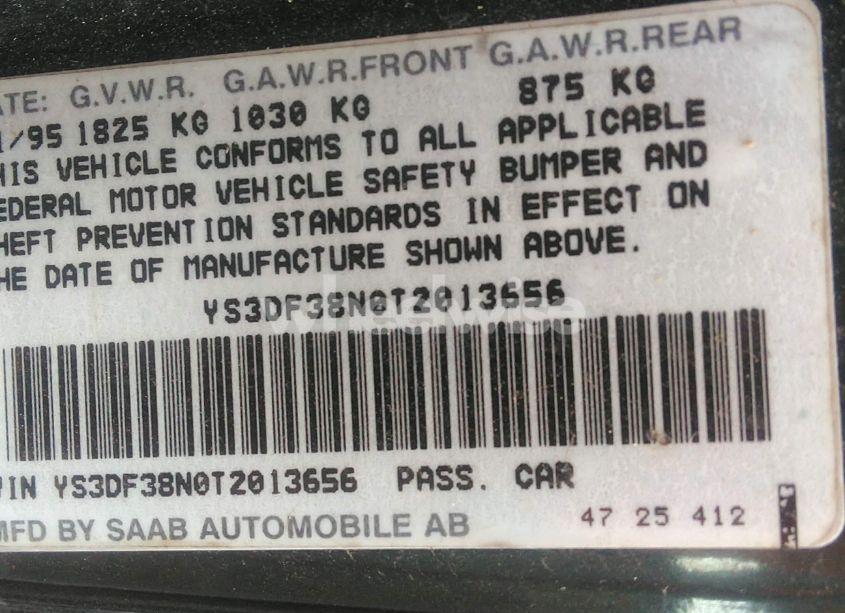 ATE: G.V.W.R. G.A.W.R.FRONT G.A.W.R.REAR
1/95 1825 KG 1030 KG 875 KG
HIS VEHICLE CONFORMS TO ALL APPLICABLE
EDERAL MOTOR VEHICLE SAFETY BUMPER AND
HEFT PREVENTION STANDARDS IN EFFECT ON
HE DATE OF MANUFACTURE SHOWN ABOVE.
YS3DF38N0T2013656
VIN YS3DF38N0T2013656 PASS. CAR
MFD BY SAAB AUTOMOBILE AB
47 25 412